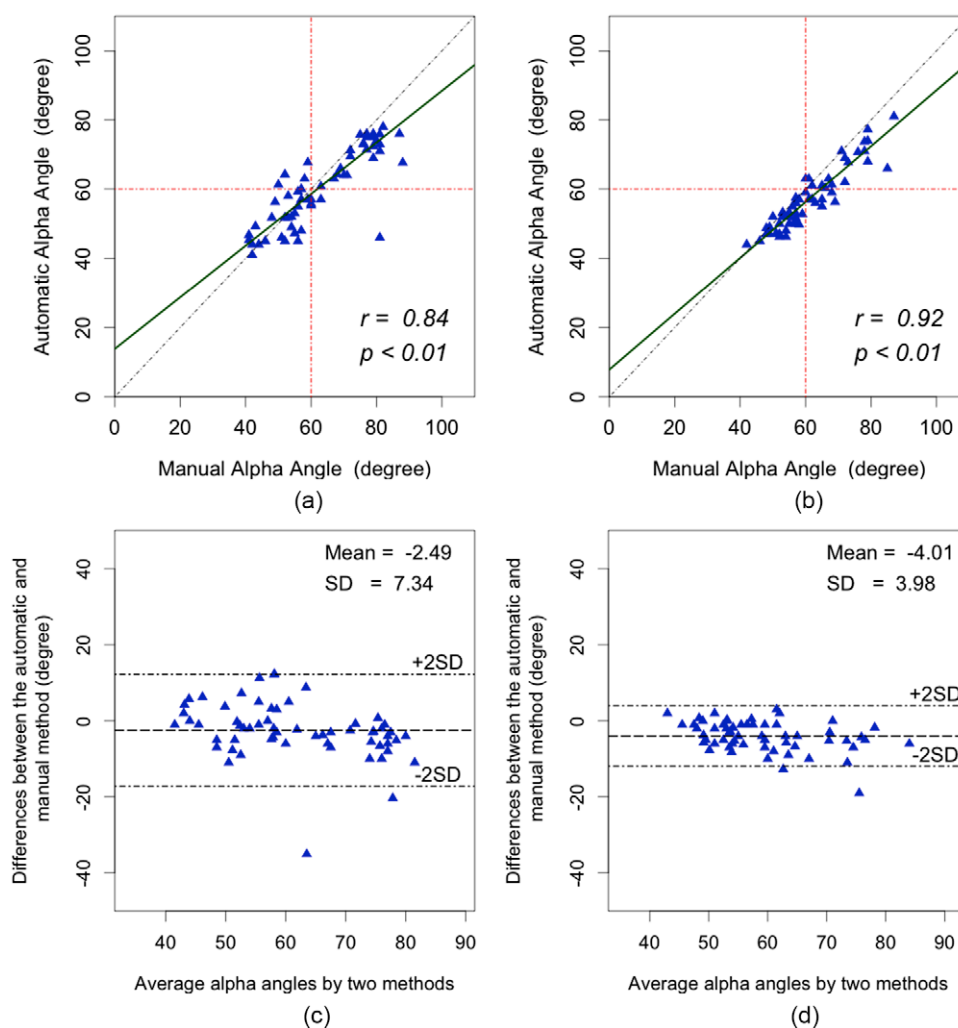 Automatic Alpha Angle (degree)
0 20 40 60 80 100
r = 0.84
p < 0.01
0 20 40 60 80 100
Manual Alpha Angle (degree)
(a)
Automatic Alpha Angle (degree)
0 20 40 60 80 100
r = 0.92
p < 0.01
0 20 40 60 80 100
Manual Alpha Angle (degree)
(b)
Differences between the automatic and
manual method (degree)
-40 -20 0 20 40
Mean = -2.49
SD = 7.34
+2SD
-2SD
40 50 60 70 80 90
Average alpha angles by two methods
(c)
Differences between the automatic and
manual method (degree)
-40 -20 0 20 40
Mean = -4.01
SD = 3.98
+2SD
-2SD
40 50 60 70 80 90
Average alpha angles by two methods
(d)